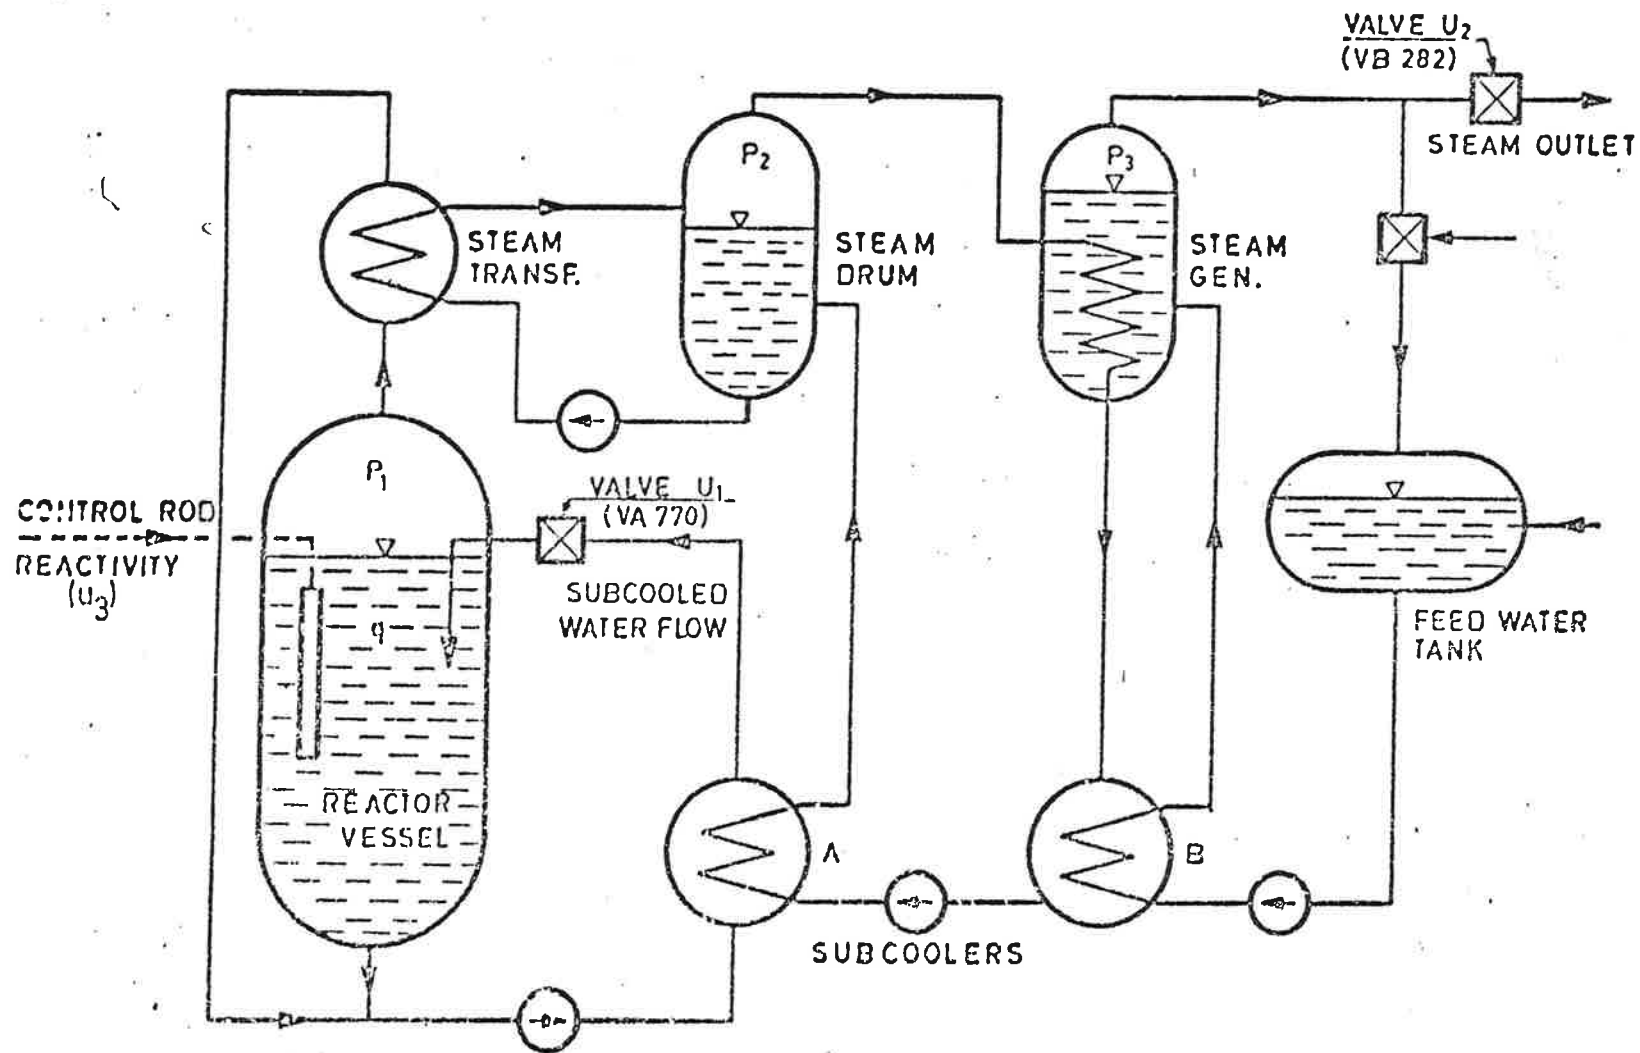 VALVE U2
(VB 282)
STEAM OUTLET
P2
P3
STEAM
TRANSF.
STEAM
DRUM
STEAM
GEN.
P1
VALVE U1
(VA 770)
CONTROL ROD
REACTIVITY
(u3)
SUBCOOLED
WATER FLOW
q
FEED WATER
TANK
REACTOR
VESSEL
A
B
SUBCOOLERS